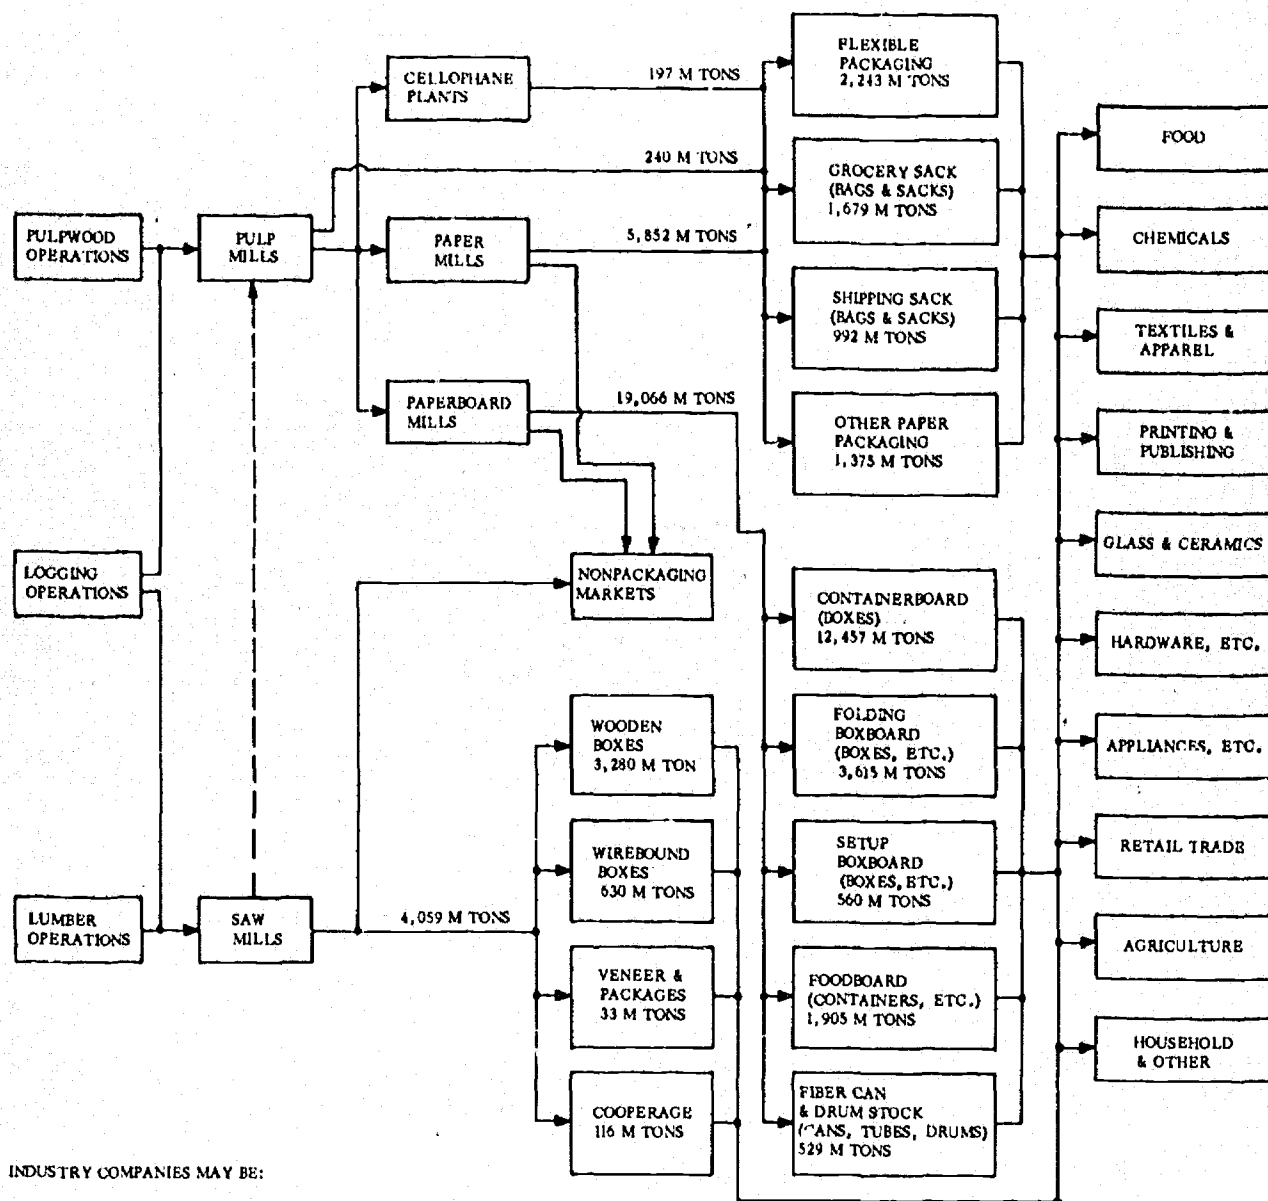 PULPWOOD
OPERATIONS
LOGGING
OPERATIONS
LUMBER
OPERATIONS
PULP
MILLS
SAW
MILLS
CELLOPHANE
PLANTS
PAPER
MILLS
PAPERBOARD
MILLS
197 M TONS
240 M TONS
5,852 M TONS
19,066 M TONS
4,059 M TONS
NONPACKAGING
MARKETS
WOODEN
BOXES
3,280 M TON
WIREBOUND
BOXES
630 M TONS
VENEER &
PACKAGES
33 M TONS
COOPERAGE
116 M TONS
FLEXIBLE
PACKAGING
2,243 M TONS
GROCERY SACK
(BAGS & SACKS)
1,679 M TONS
SHIPPING SACK
(BAGS & SACKS)
992 M TONS
OTHER PAPER
PACKAGING
1,375 M TONS
CONTAINERBOARD
(BOXES)
12,457 M TONS
FOLDING
BOXBOARD
(BOXES, ETC.)
3,615 M TONS
SETUP
BOXBOARD
(BOXES, ETC.)
560 M TONS
FOODBOARD
(CONTAINERS, ETC.)
1,905 M TONS
FIBER CAN
& DRUM STOCK
(CANS, TUBES, DRUMS)
529 M TONS
FOOD
CHEMICALS
TEXTILES &
APPAREL
PRINTING &
PUBLISHING
GLASS & CERAMICS
HARDWARE, ETC.
APPLIANCES, ETC.
RETAIL TRADE
AGRICULTURE
HOUSEHOLD
& OTHER
INDUSTRY COMPANIES MAY BE: